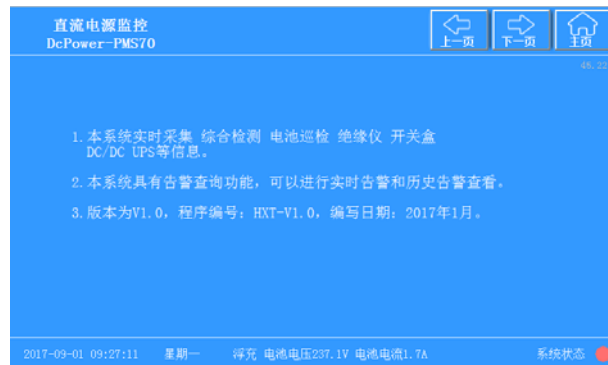 直流电源监控
DcPower-PMS70
上一页
下一页
主页
48.22
1.本系统实时采集 综合检测 电池巡检 绝缘仪 开关盒
DC/DC UPS等信息。
2.本系统具有告警查询功能，可以进行实时告警和历史告警查看。
3.版本为V1.0，程序编号：HXT-V1.0，编写日期：2017年1月。
2017-09-01 09:27:11 星期一 浮充 电池电压237.1V 电池电流1.7A 系统状态